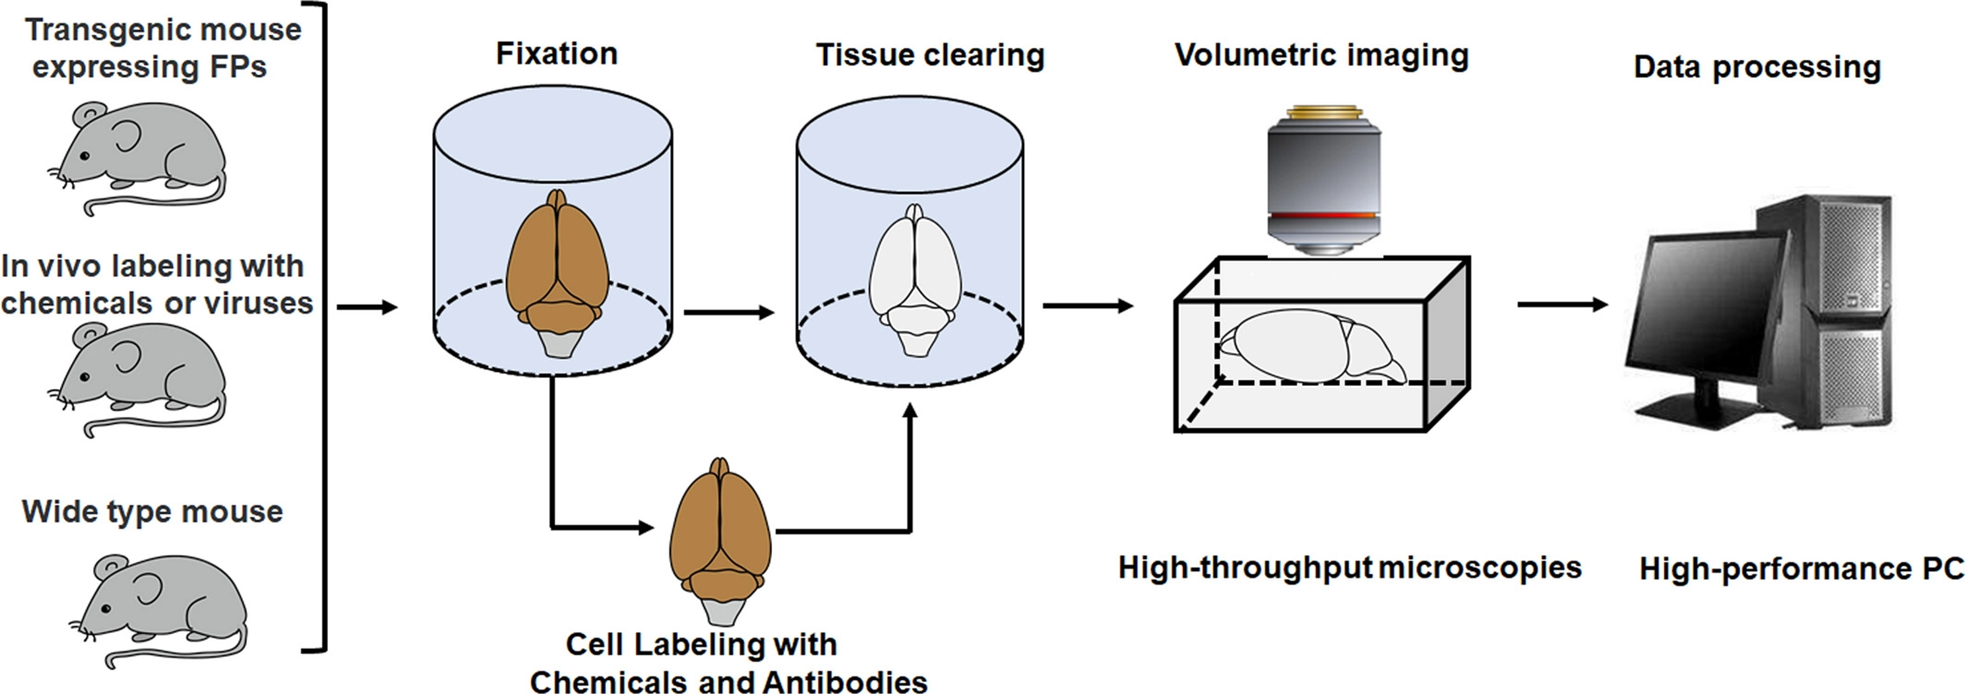 Transgenic mouse
expressing FPs
In vivo labeling with
chemicals or viruses
Wide type mouse
Fixation
Tissue clearing
Volumetric imaging
Data processing
Cell Labeling with
Chemicals and Antibodies
High-throughput microscopies
High-performance PC